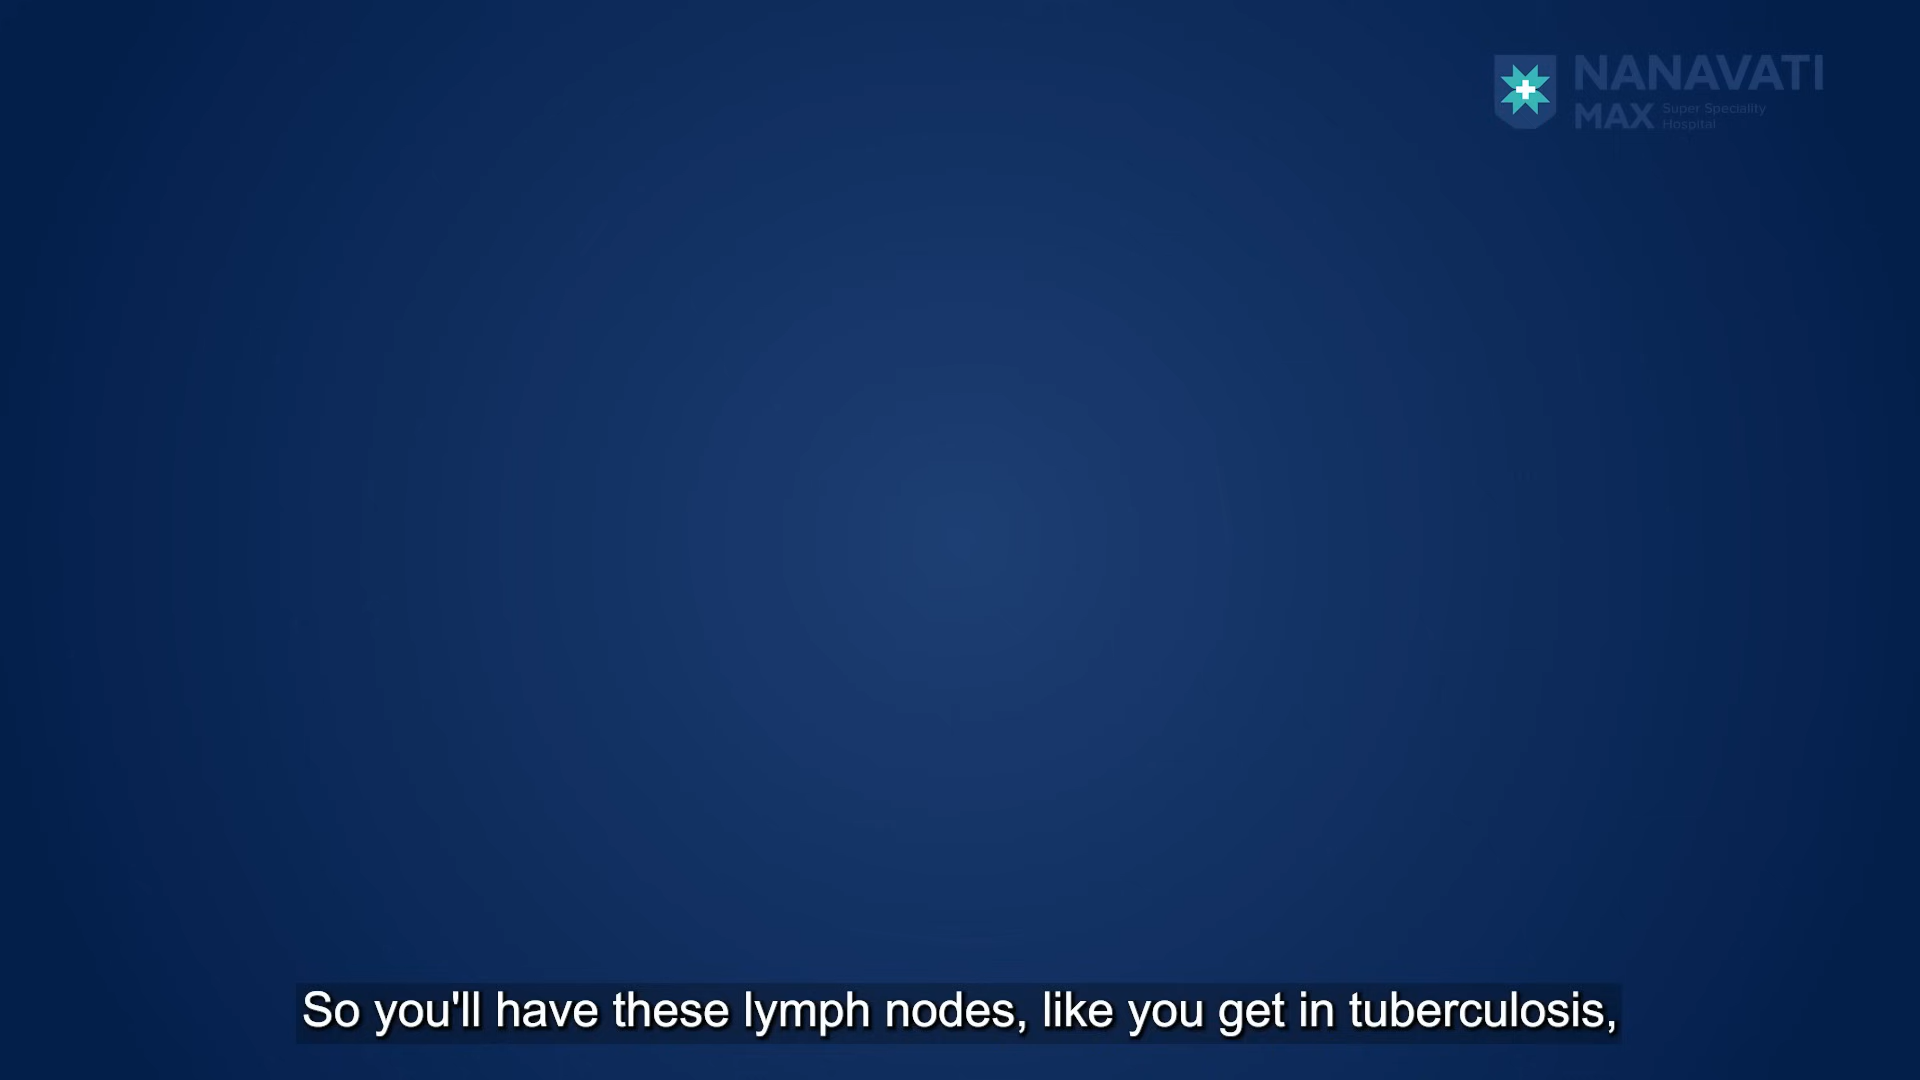 NANAVATI
MAX Super Speciality
Hospital
So you'll have these lymph nodes, like you get in tuberculosis,